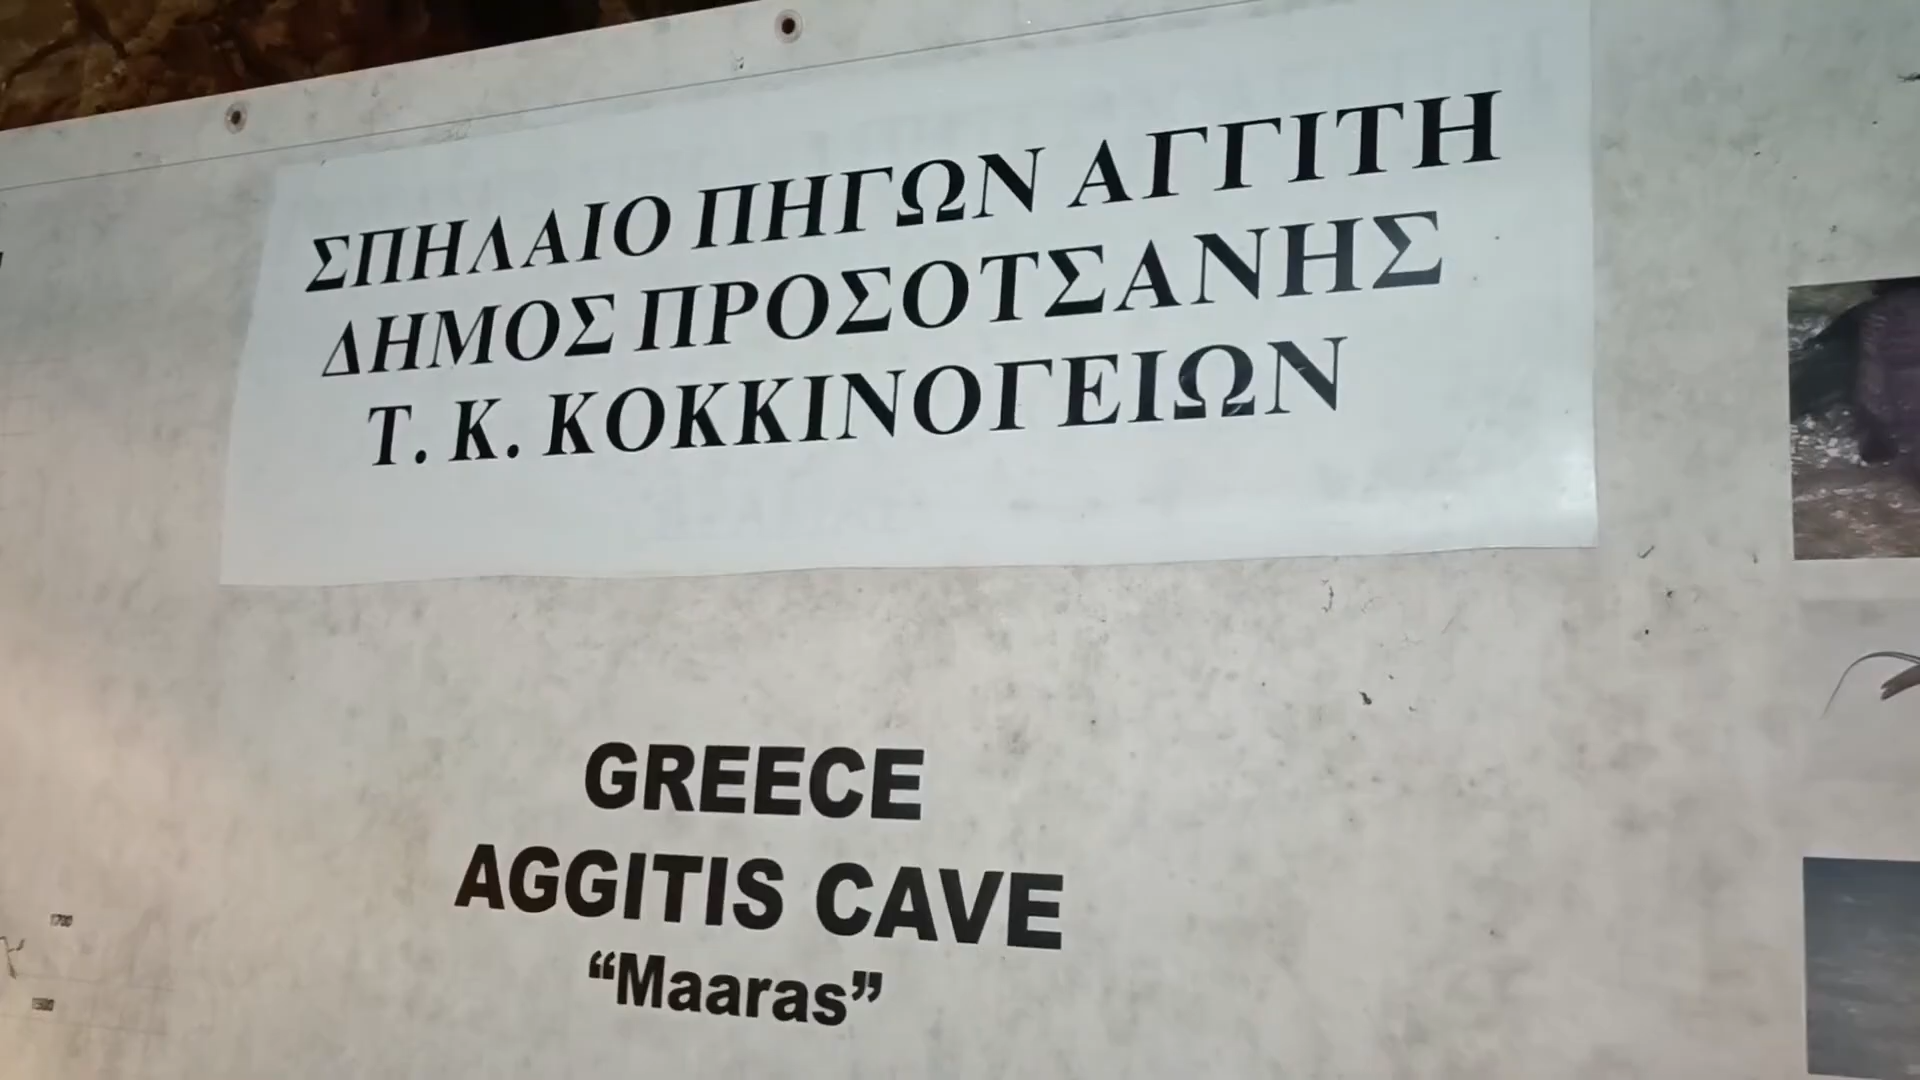 ΣΠΗΛΑΙΟ ΠΗΓΩΝ ΑΓΓΙΤΗ
ΔΗΜΟΣ ΠΡΟΣΟΤΣΑΝΗΣ
Τ. Κ. ΚΟΚΚΙΝΟΓΕΙΩΝ
GREECE
AGGITIS CAVE
“Maaras”